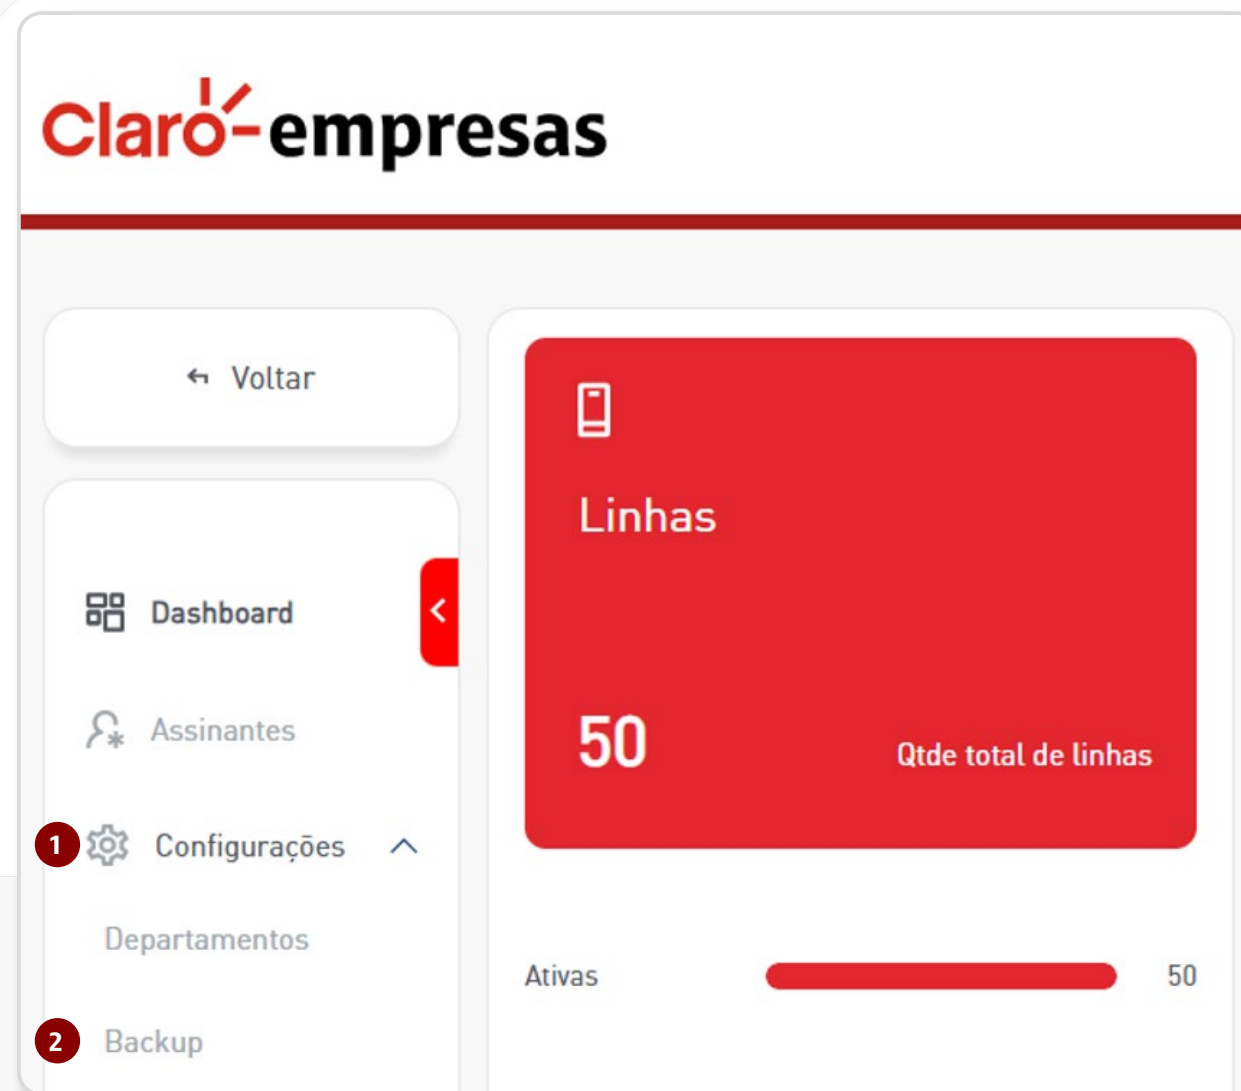 Claro empresas
Voltar
Dashboard
Assinantes
1 Configurações
Departamentos
2 Backup
Linhas
50 Qtde total de linhas
Ativas 50